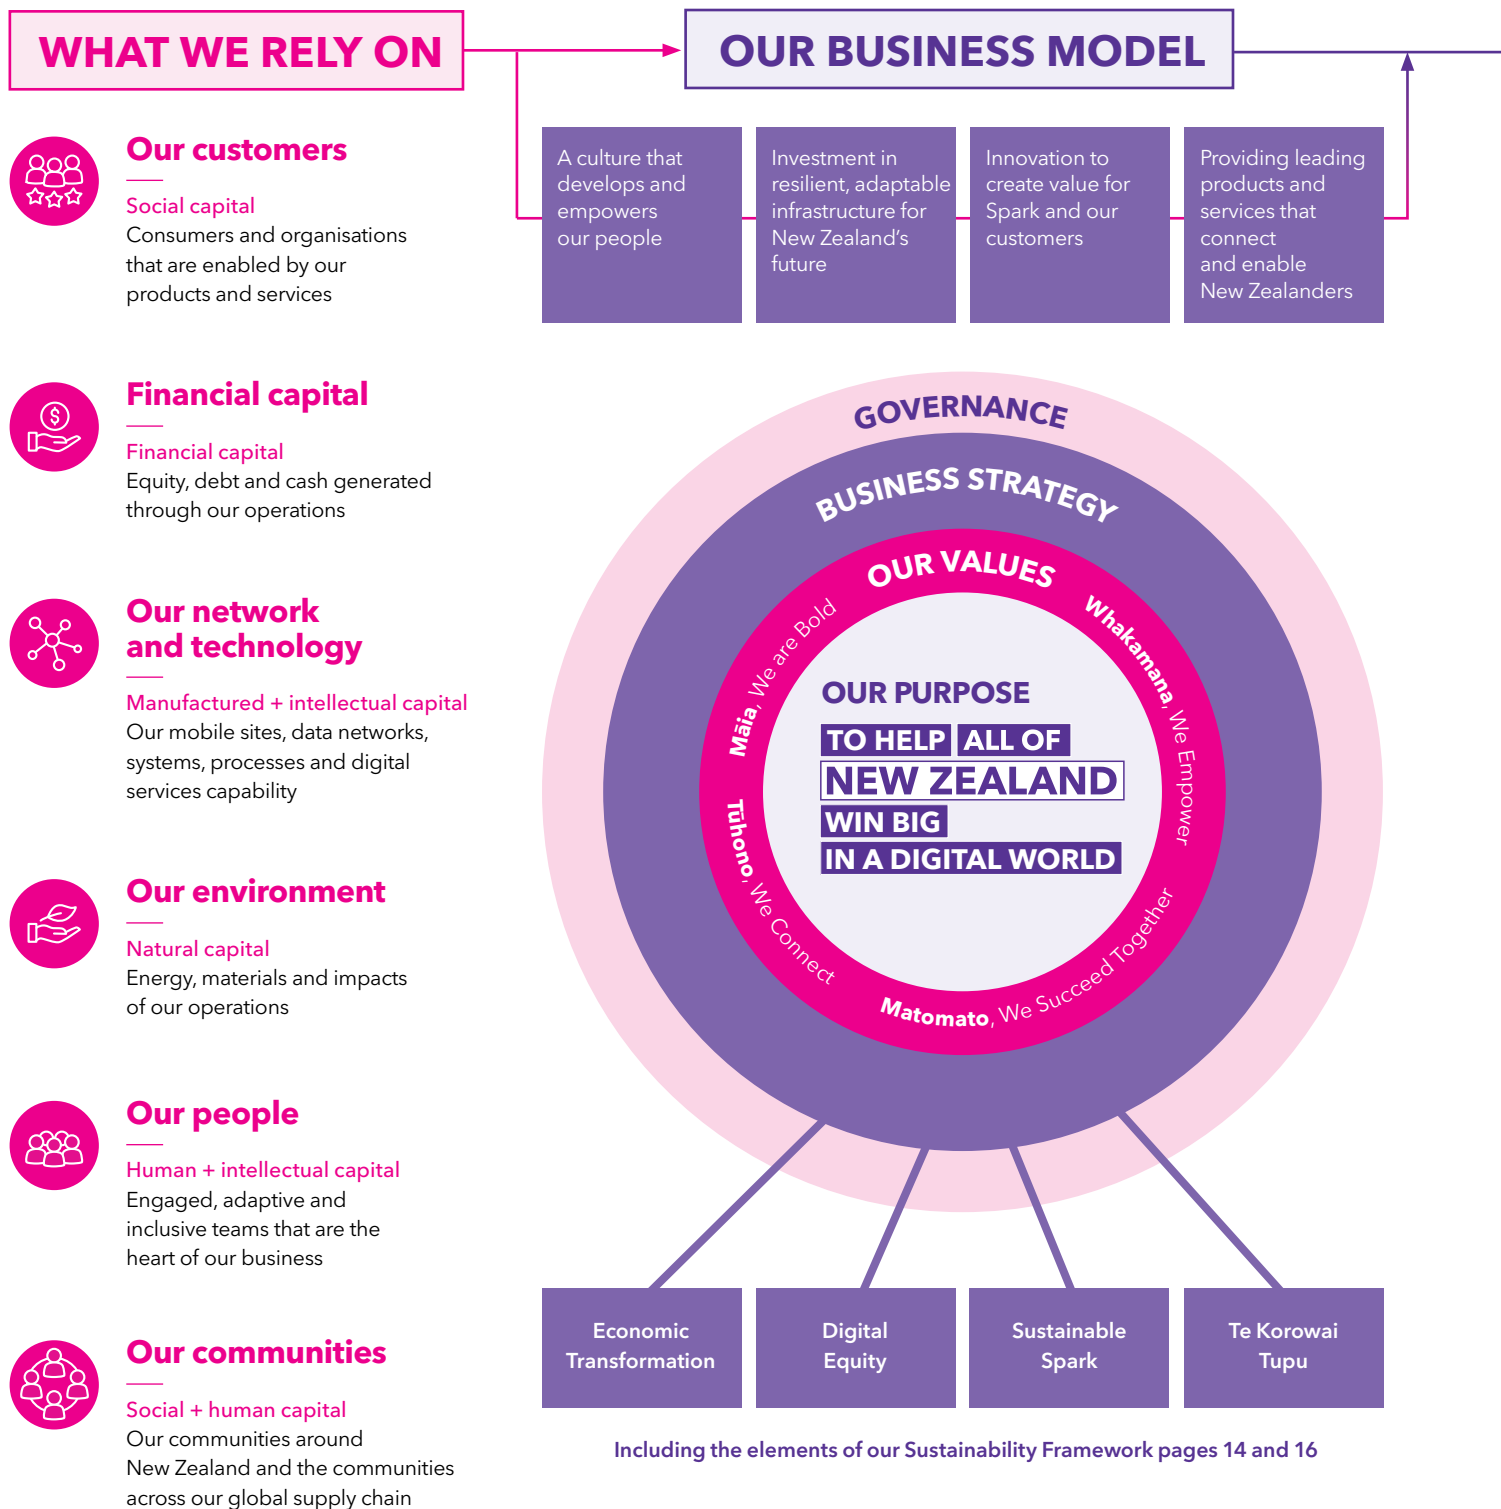 WHAT WE RELY ON
Our customers
Social capital
Consumers and organisations
that are enabled by our
products and services
Financial capital
Financial capital
Equity, debt and cash generated
through our operations
Our network
and technology
Manufactured + intellectual capital
Our mobile sites, data networks,
systems, processes and digital
services capability
Our environment
Natural capital
Energy, materials and impacts
of our operations
Our people
Human + intellectual capital
Engaged, adaptive and
inclusive teams that are the
heart of our business
Our communities
Social + human capital
Our communities around
New Zealand and the communities
across our global supply chain
OUR BUSINESS MODEL
A culture that
develops and
empowers
our people
Investment in
resilient, adaptable
infrastructure for
New Zealand's
future
Innovation to
create value for
Spark and our
customers
Providing leading
products and
services that
connect
and enable
New Zealanders
GOVERNANCE
BUSINESS STRATEGY
OUR VALUES
Māia, We are Bold
Whakamana, We Empower
Tūhono, We Connect
Matomato, We Succeed Together
OUR PURPOSE
TO HELP ALL OF
NEW ZEALAND
WIN BIG
IN A DIGITAL WORLD
Economic
Transformation
Digital
Equity
Sustainable
Spark
Te Korowai
Tupu
Including the elements of our Sustainability Framework pages 14 and 16
$